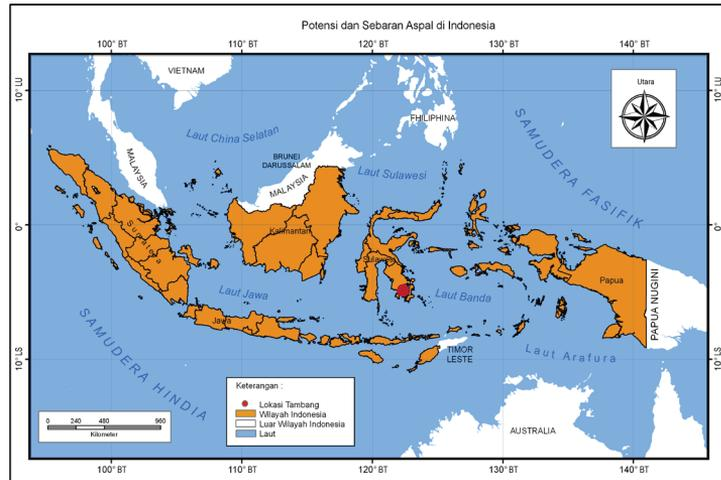 Potensi dan Sebaran Aspal di Indonesia
100° BT
110° BT
120° BT
130° BT
140° BT
10° LU
10° LU
Utara
VIETNAM
FHILIPHINA
Laut China Selatan
BRUNEI
DARUSSALAM
MALAYSIA
MALAYSIA
Laut Sulawesi
SAMUDERA FASIFIK
0°
0°
Sumatra
Kalimantan
Sulawesi
Papua
PAPUA NUGINI
Laut Jawa
Laut Banda
Jawa
SAMUDERA HINDIA
TIMOR
LESTE
Laut Arafura
10° LS
10° LS
Keterangan :
Lokasi Tambang
Wilayah Indonesia
Luar Wilayah Indonesia
Laut
0 240 480 960
Kilometer
AUSTRALIA
100° BT
110° BT
120° BT
130° BT
140° BT